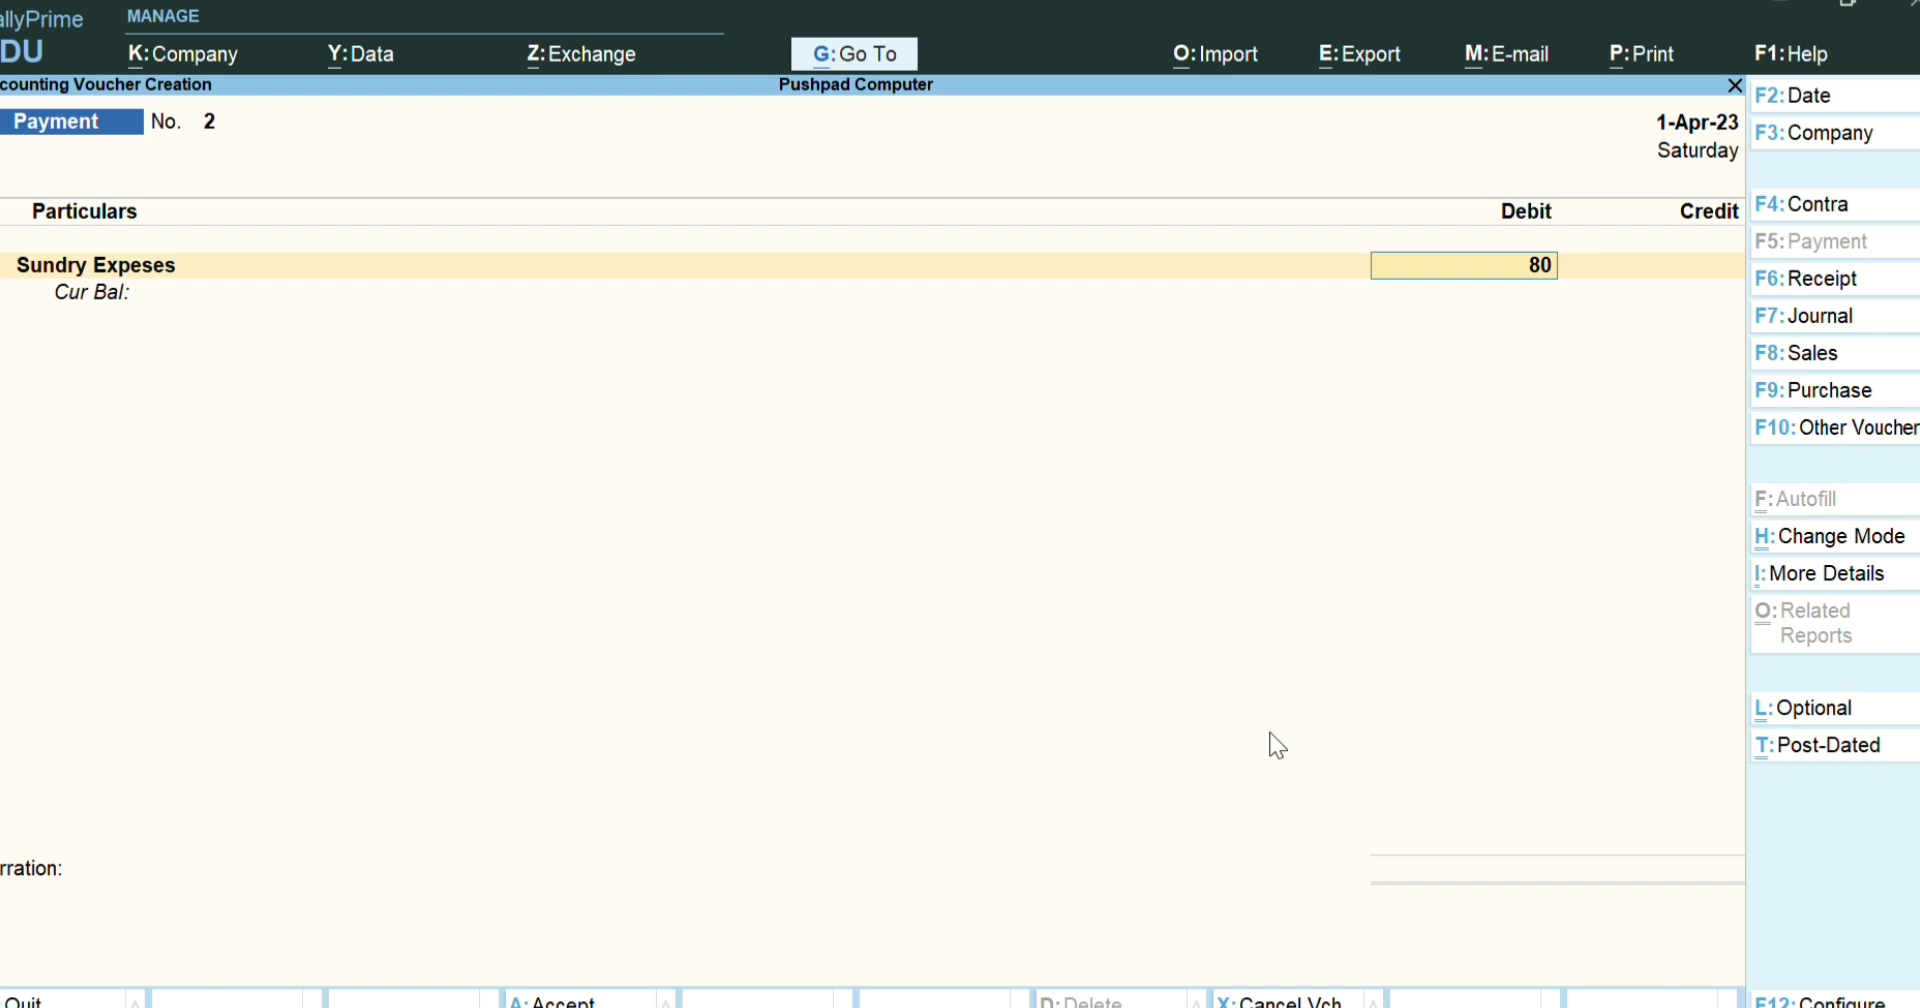 allyPrime
MANAGE
DU
K: Company
Y: Data
Z: Exchange
G: Go To
O: Import
E: Export
M: E-mail
P: Print
F1: Help
counting Voucher Creation
Pushpad Computer
F2: Date
Payment No. 2
1-Apr-23
F3: Company
Saturday
Particulars
Debit
Credit
F4: Contra
F5: Payment
Sundry Expeses
80
F6: Receipt
Cur Bal:
F7: Journal
F8: Sales
F9: Purchase
F10: Other Voucher
F: Autofill
H: Change Mode
I: More Details
O: Related
Reports
L: Optional
T: Post-Dated
rration:
Quit
A: Accept
D: Delete
X: Cancel Vch
F12: Configure